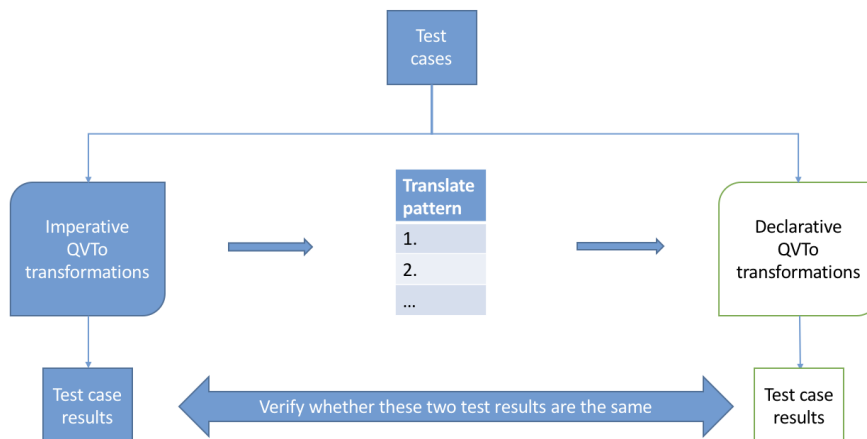 Test
cases
Imperative
QVTo
transformations
Translate
pattern
1.
2.
...
Declarative
QVTo
transformations
Test case
results
Verify whether these two test results are the same
Test case
results